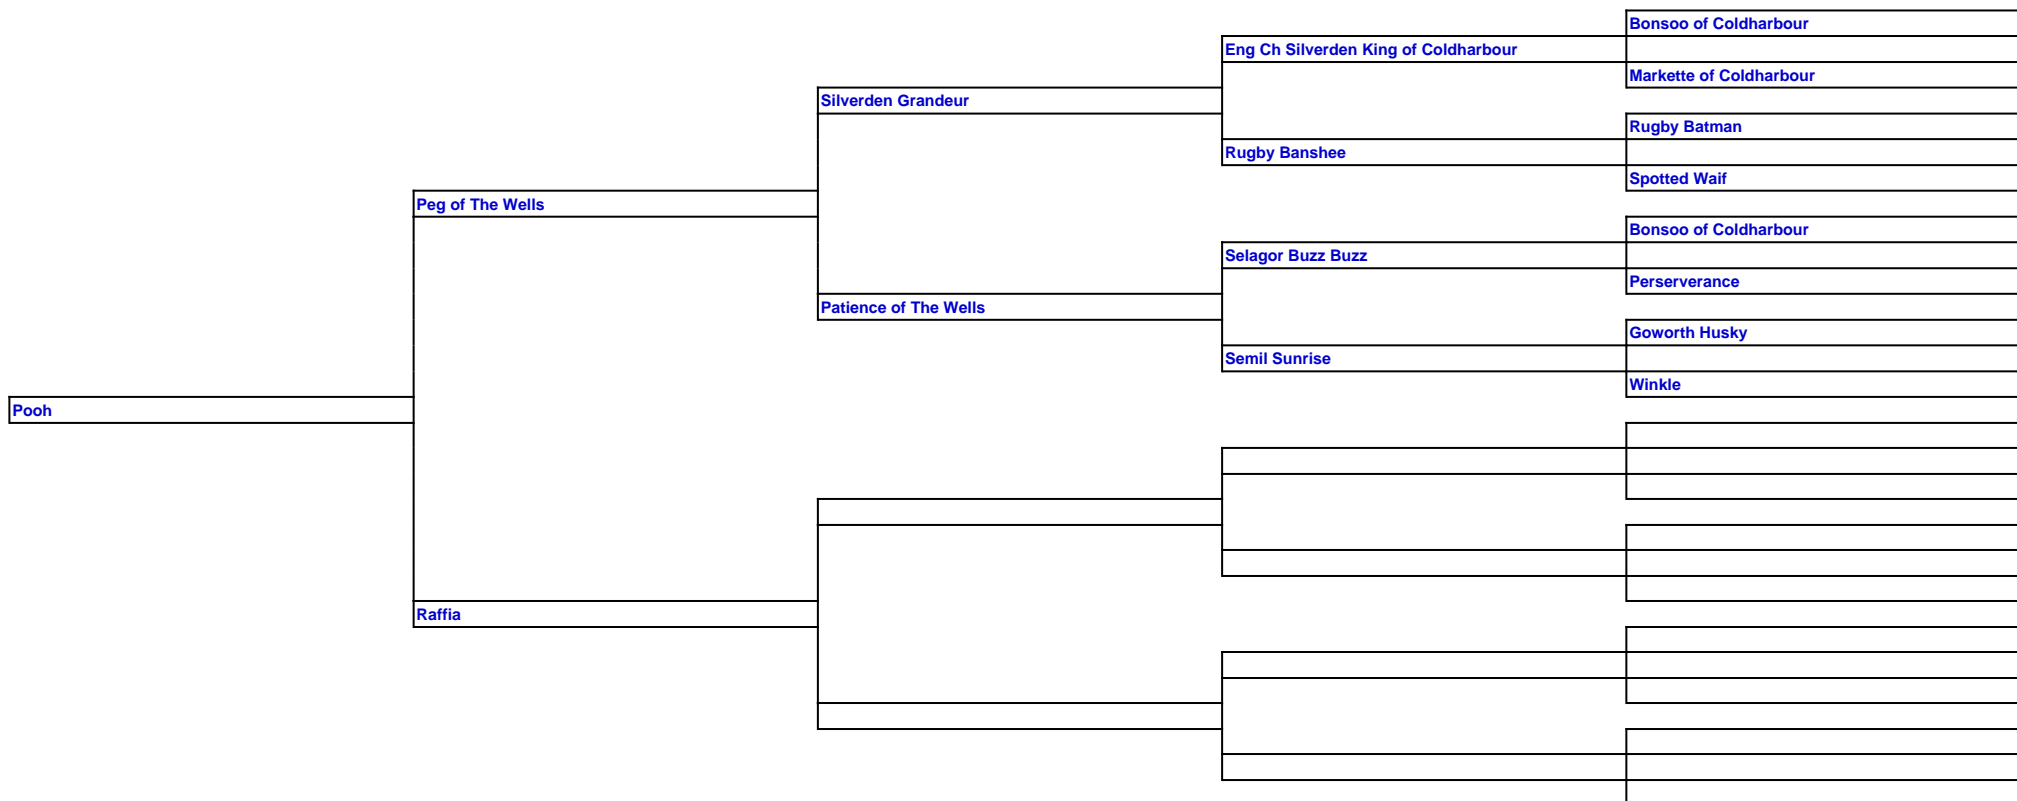 Bonsoo of Coldharbour
Eng Ch Silverden King of Coldharbour
Markette of Coldharbour
Silverden Grandeur
Rugby Batman
Rugby Banshee
Spotted Waif
Peg of The Wells
Bonsoo of Coldharbour
Selagor Buzz Buzz
Perserverance
Patience of The Wells
Goworth Husky
Semil Sunrise
Winkle
Pooh
Raffia